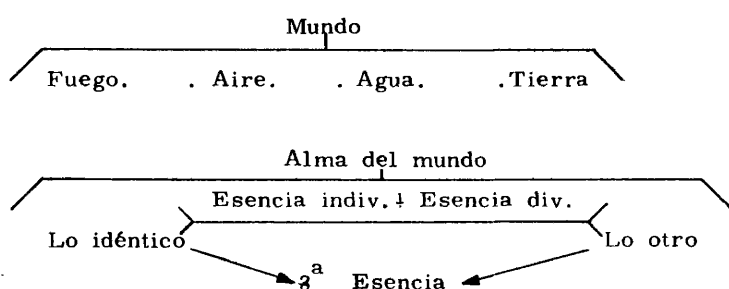 Mundo
Fuego. . Aire. . Agua. .Tierra
Alma del mundo
Esencia indiv. + Esencia div.
Lo idéntico Lo otro
3a Esencia